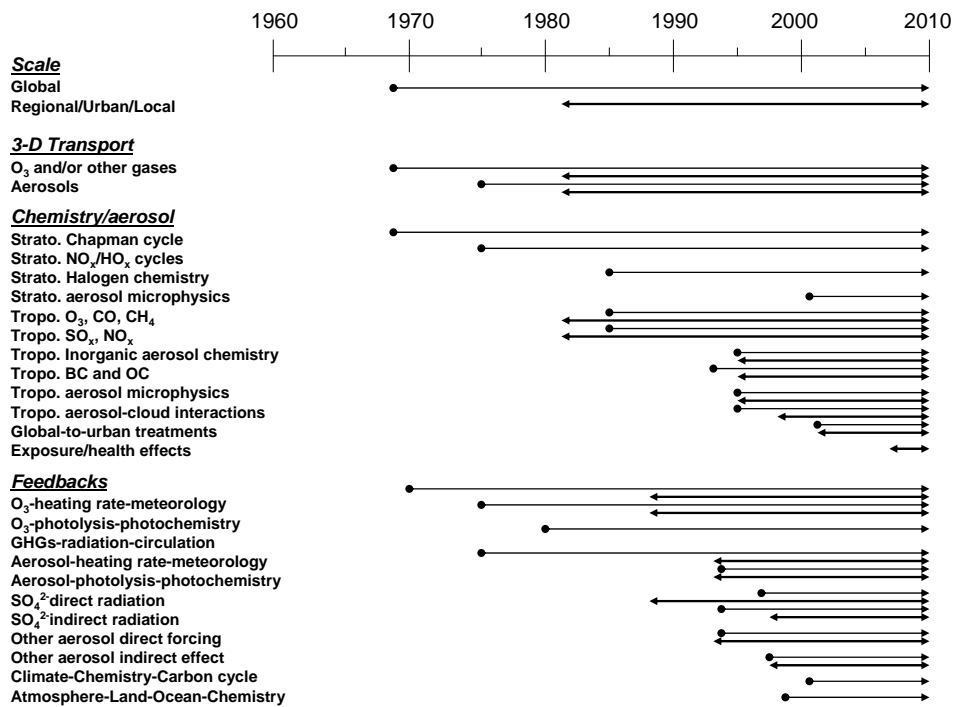 1960 1970 1980 1990 2000 2010
Scale
Global
Regional/Urban/Local
3-D Transport
O₃ and/or other gases
Aerosols
Chemistry/aerosol
Strato. Chapman cycle
Strato. NOₓ/HOₓ cycles
Strato. Halogen chemistry
Strato. aerosol microphysics
Tropo. O₃, CO, CH₄
Tropo. SOₓ, NOₓ
Tropo. Inorganic aerosol chemistry
Tropo. BC and OC
Tropo. aerosol microphysics
Tropo. aerosol-cloud interactions
Global-to-urban treatments
Exposure/health effects
Feedbacks
O₃-heating rate-meteorology
O₃-photolysis-photochemistry
GHGs-radiation-circulation
Aerosol-heating rate-meteorology
Aerosol-photolysis-photochemistry
SO₄²⁻direct radiation
SO₄²⁻indirect radiation
Other aerosol direct forcing
Other aerosol indirect effect
Climate-Chemistry-Carbon cycle
Atmosphere-Land-Ocean-Chemistry